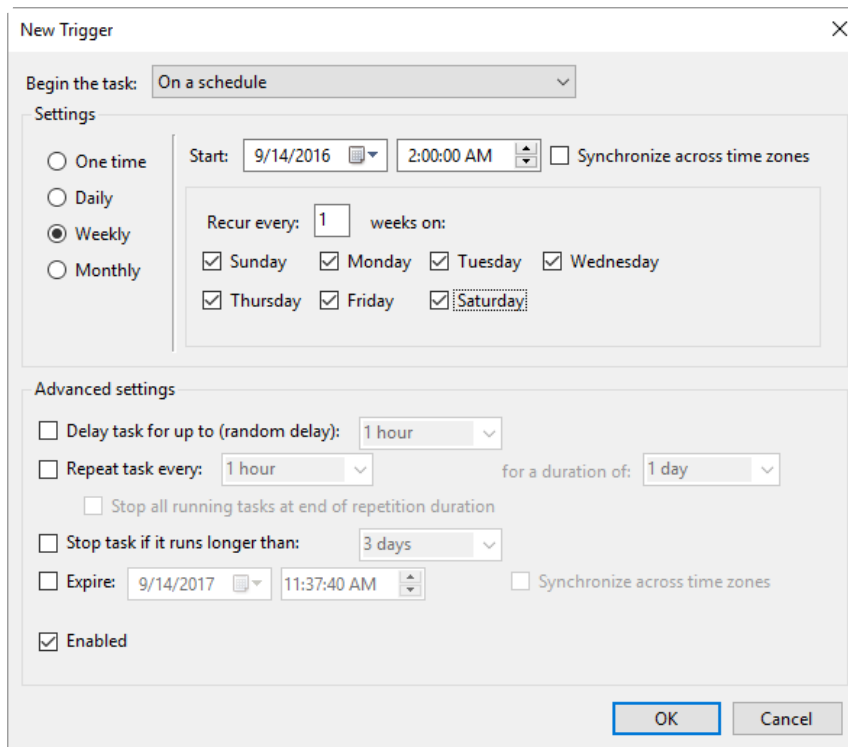 New Trigger
Begin the task: On a schedule
Settings
One time
Start: 9/14/2016 2:00:00 AM Synchronize across time zones
Daily
Recur every: 1 weeks on:
Weekly
Sunday Monday Tuesday Wednesday
Monthly
Thursday Friday Saturday
Advanced settings
Delay task for up to (random delay): 1 hour
Repeat task every: 1 hour for a duration of: 1 day
Stop all running tasks at end of repetition duration
Stop task if it runs longer than: 3 days
Expire: 9/14/2017 11:37:40 AM Synchronize across time zones
Enabled
OK Cancel